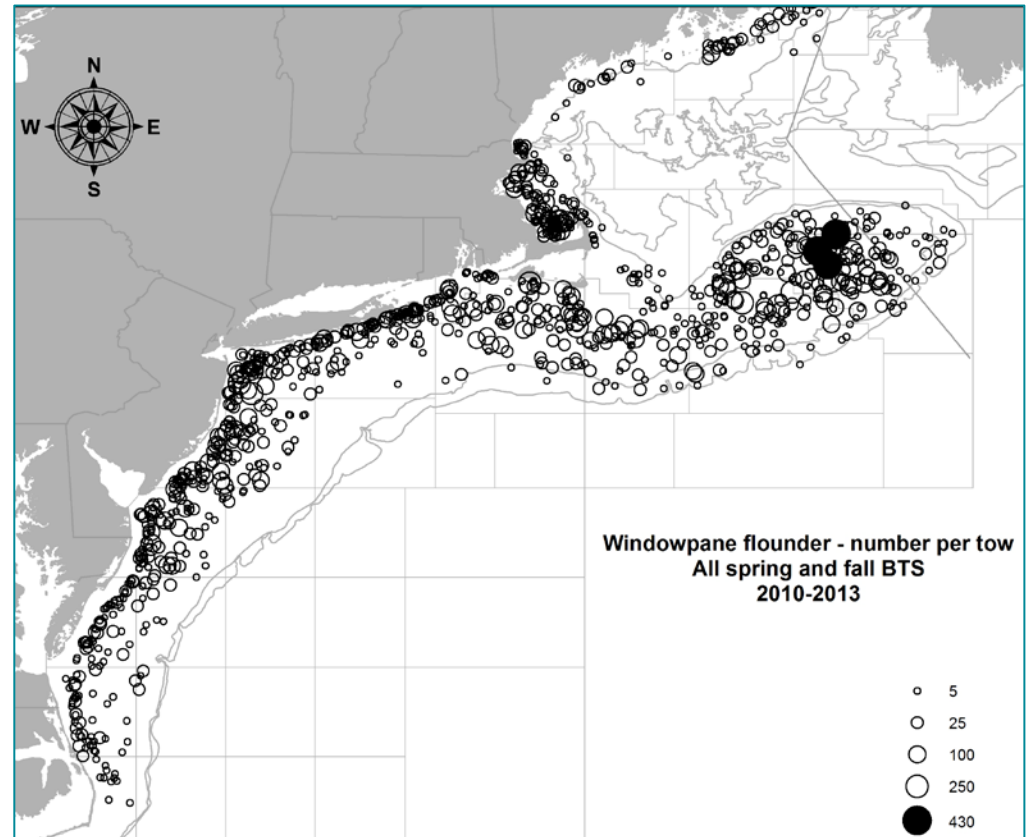 N
W E
S
Windowpane flounder - number per tow
All spring and fall BTS
2010-2013
5
25
100
250
430